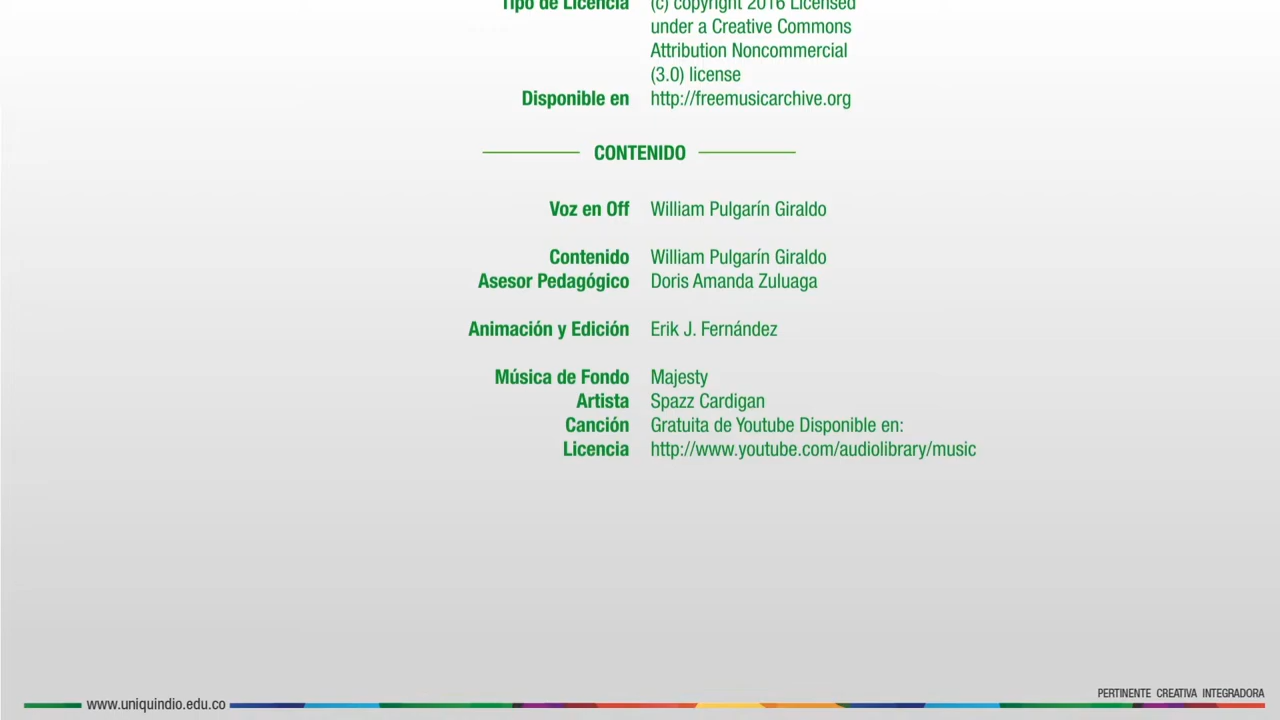 Tipo de Licencia (c) copyright 2016 Licensed
under a Creative Commons
Attribution Noncommercial
(3.0) license
Disponible en http://freemusicarchive.org
CONTENIDO
Voz en Off William Pulgarín Giraldo
Contenido William Pulgarín Giraldo
Asesor Pedagógico Doris Amanda Zuluaga
Animación y Edición Erik J. Fernández
Música de Fondo Majesty
Artista Spazz Cardigan
Canción Gratuita de Youtube Disponible en:
Licencia http://www.youtube.com/audiolibrary/music
PERTINENTE CREATIVA INTEGRADORA
www.uniquindio.edu.co